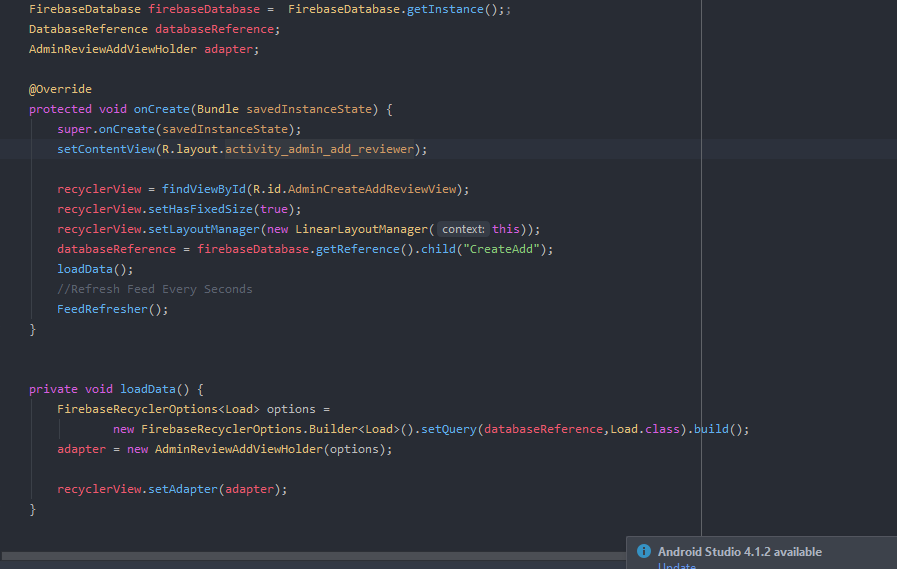 FirebaseDatabase firebaseDatabase =  FirebaseDatabase.getInstance();;
DatabaseReference databaseReference;
AdminReviewAddViewHolder adapter;
@Override
protected void onCreate(Bundle savedInstanceState) {
super.onCreate(savedInstanceState);
setContentView(R.layout.activity_admin_add_reviewer);
recyclerView = findViewById(R.id.AdminCreateAddReviewView);
recyclerView.setHasFixedSize(true);
recyclerView.setLayoutManager(new LinearLayoutManager( context: this));
databaseReference = firebaseDatabase.getReference().child("CreateAdd");
loadData();
//Refresh Feed Every Seconds
FeedRefresher();
}
private void loadData() {
FirebaseRecyclerOptions<Load> options =
new FirebaseRecyclerOptions.Builder<Load>().setQuery(databaseReference,Load.class).build();
adapter = new AdminReviewAddViewHolder(options);
recyclerView.setAdapter(adapter);
}
Android Studio 4.1.2 available
Update